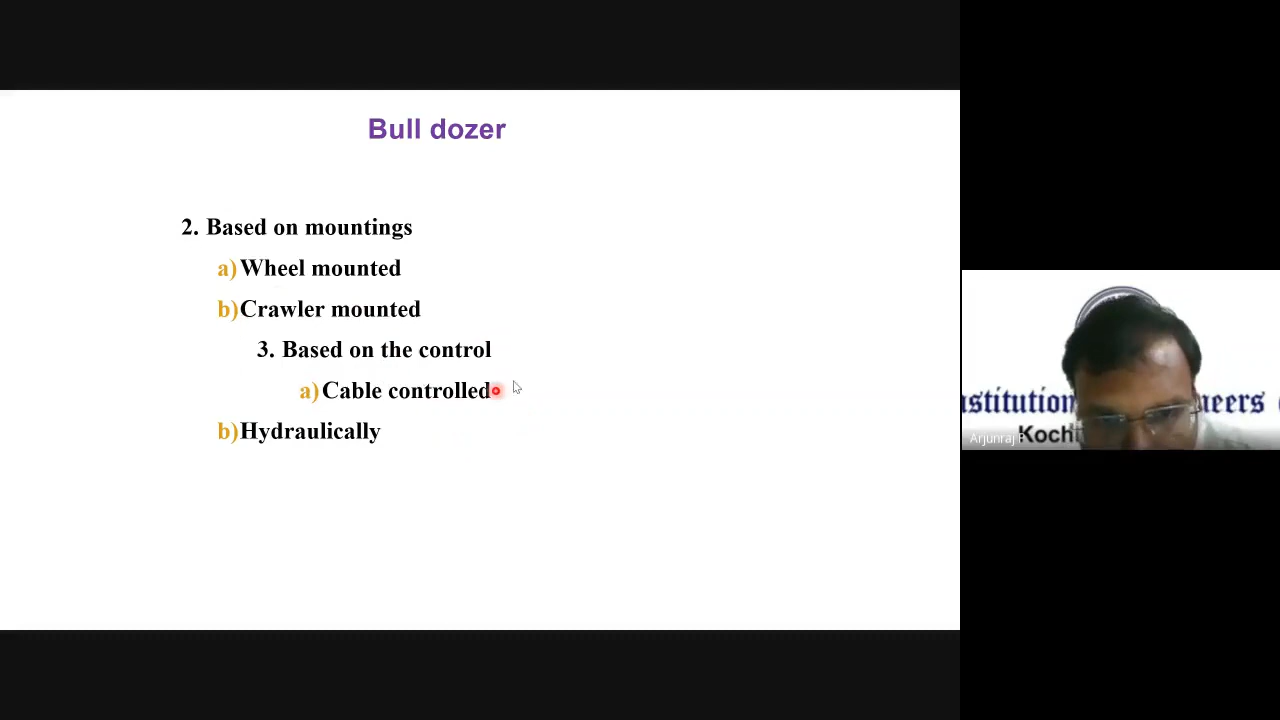 Bull dozer
2. Based on mountings
a) Wheel mounted
b) Crawler mounted
3. Based on the control
a) Cable controlled
b) Hydraulically
Kochi
Arjunraj